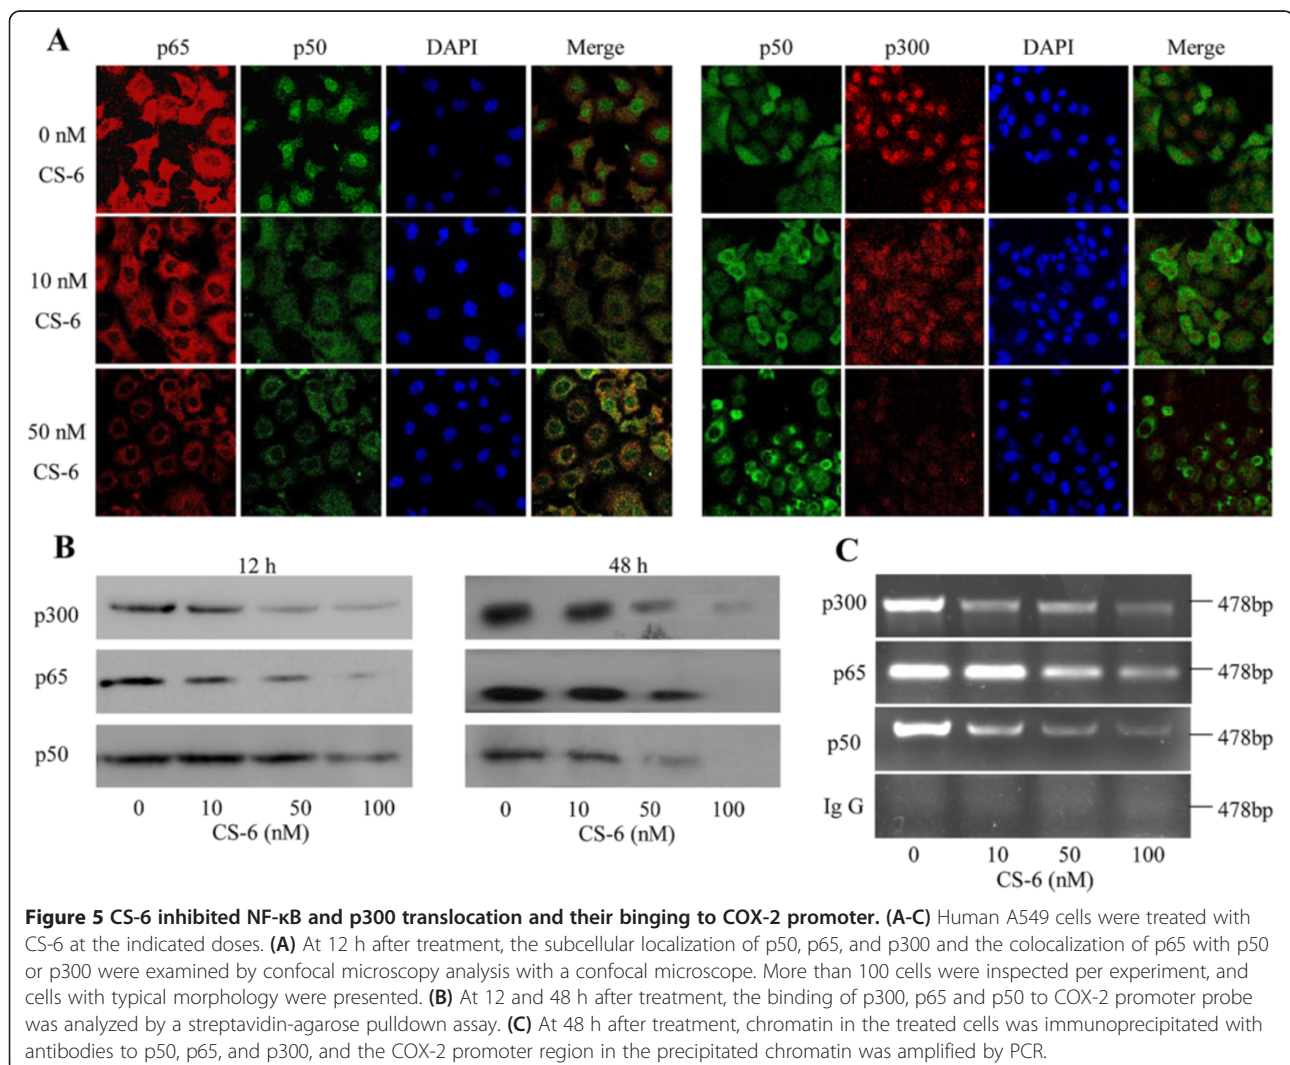 A
p65 p50 DAPI Merge p50 p300 DAPI Merge
0 nM
CS-6
10 nM
CS-6
50 nM
CS-6
B
12 h 48 h
p300
p65
p50
0 10 50 100 0 10 50 100
CS-6 (nM) CS-6 (nM)
C
p300 478bp
p65 478bp
p50 478bp
Ig G 478bp
0 10 50 100
CS-6 (nM)
Figure 5 CS-6 inhibited NF-κB and p300 translocation and their binging to COX-2 promoter. (A-C) Human A549 cells were treated with
CS-6 at the indicated doses. (A) At 12 h after treatment, the subcellular localization of p50, p65, and p300 and the colocalization of p65 with p50
or p300 were examined by confocal microscopy analysis with a confocal microscope. More than 100 cells were inspected per experiment, and
cells with typical morphology were presented. (B) At 12 and 48 h after treatment, the binding of p300, p65 and p50 to COX-2 promoter probe
was analyzed by a streptavidin-agarose pulldown assay. (C) At 48 h after treatment, chromatin in the treated cells was immunoprecipitated with
antibodies to p50, p65, and p300, and the COX-2 promoter region in the precipitated chromatin was amplified by PCR.